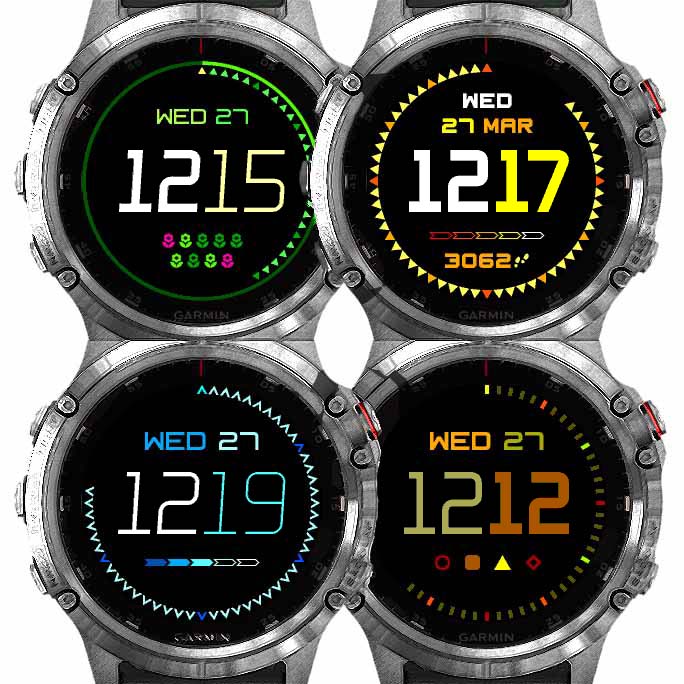 WED 27
1215
GARMIN
WED
27 MAR
1217
3062
GARMIN
WED 27
1219
GARMIN
WED 27
1212
GARMIN